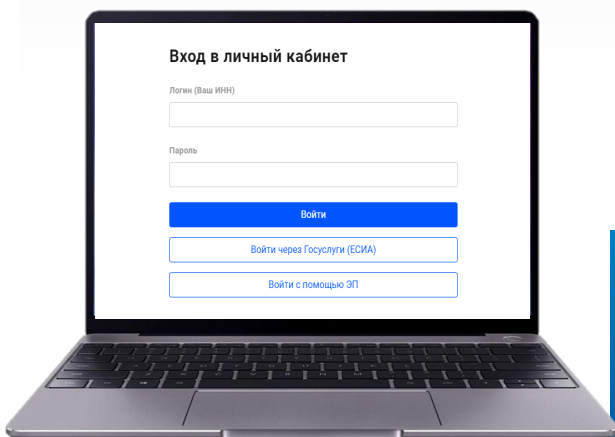 Вход в личный кабинет
Логин (Ваш ИНН)
Пароль
Войти
Войти через Госуслуги (ЕСИА)
Войти с помощью ЭП